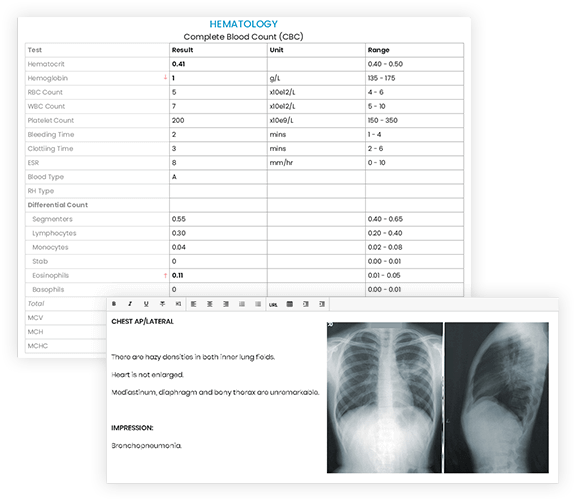 HEMATOLOGY
Complete Blood Count (CBC)
Test Result Unit Range
Hematocrit 0.41 0.40 - 0.50
Hemoglobin ↓ 1 g/L 135 - 175
RBC Count 5 x10e12/L 4 - 6
WBC Count 7 x10e12/L 5 - 10
Platelet Count 200 x10e9/L 150 - 350
Bleeding Time 2 mins 1 - 4
Clottiing Time 3 mins 2 - 6
ESR 8 mm/hr 0 - 10
Blood Type A
RH Type
Differential Count
Segmenters 0.55 0.40 - 0.65
Lymphocytes 0.30 0.20 - 0.40
Monocytes 0.04 0.02 - 0.08
Stab 0 0.00 - 0.01
Eosinophils ↑ 0.11 0.01 - 0.05
Basophils 0 0.00 - 0.01
Total
MCV
MCH
MCHC
B I U T H1 URL
CHEST AP/LATERAL
There are hazy densities in both inner lung fields.
Heart is not enlarged.
Mediastinum, diaphragm and bony thorax are unremarkable.
IMPRESSION:
Bronchopneumonia.